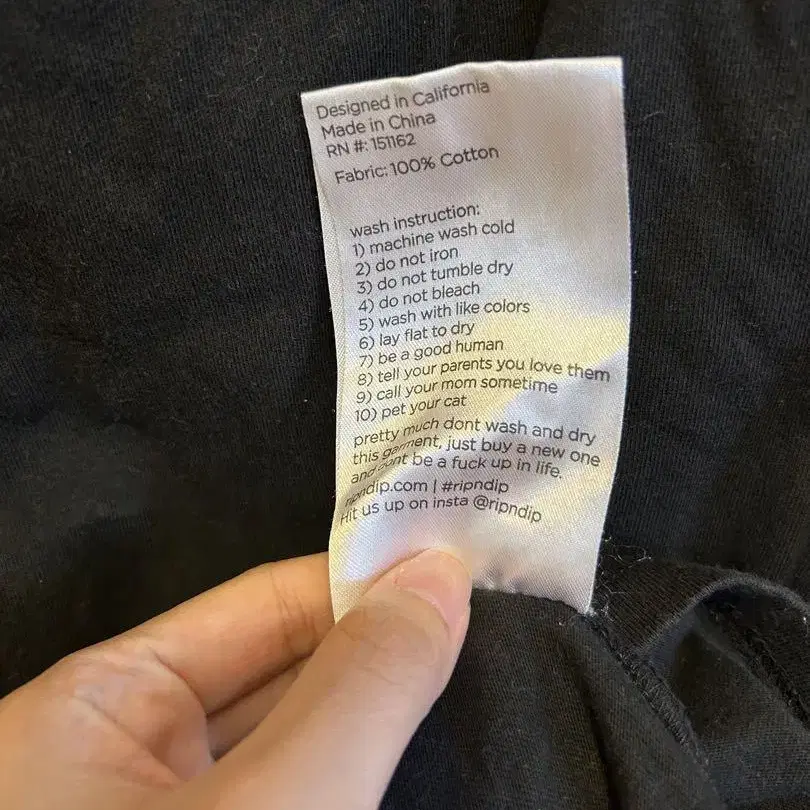 Designed in California
Made in China
RN #: 151162
Fabric: 100% Cotton
wash instruction:
1) machine wash cold
2) do not iron
3) do not tumble dry
4) do not bleach
5) wash with like colors
6) lay flat to dry
7) be a good human
8) tell your parents you love them
9) call your mom sometime
10) pet your cat
pretty much dont wash and dry
this garment, just buy a new one
and dont be a fuck up in life.
ripndip.com | #ripndip
Hit us up on insta @ripndip